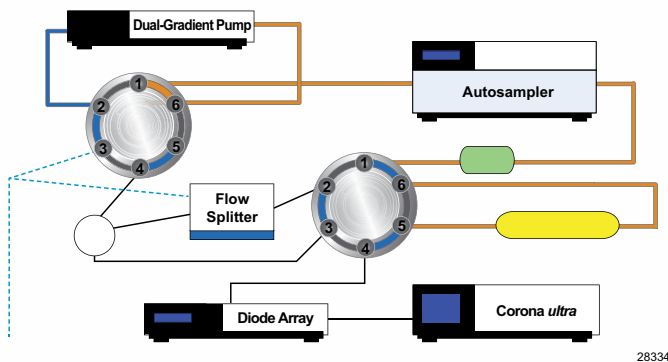 Dual-Gradient Pump
1
2
6
3
5
4
Autosampler
1
2
6
3
5
4
Flow
Splitter
Diode Array
Corona ultra
28334